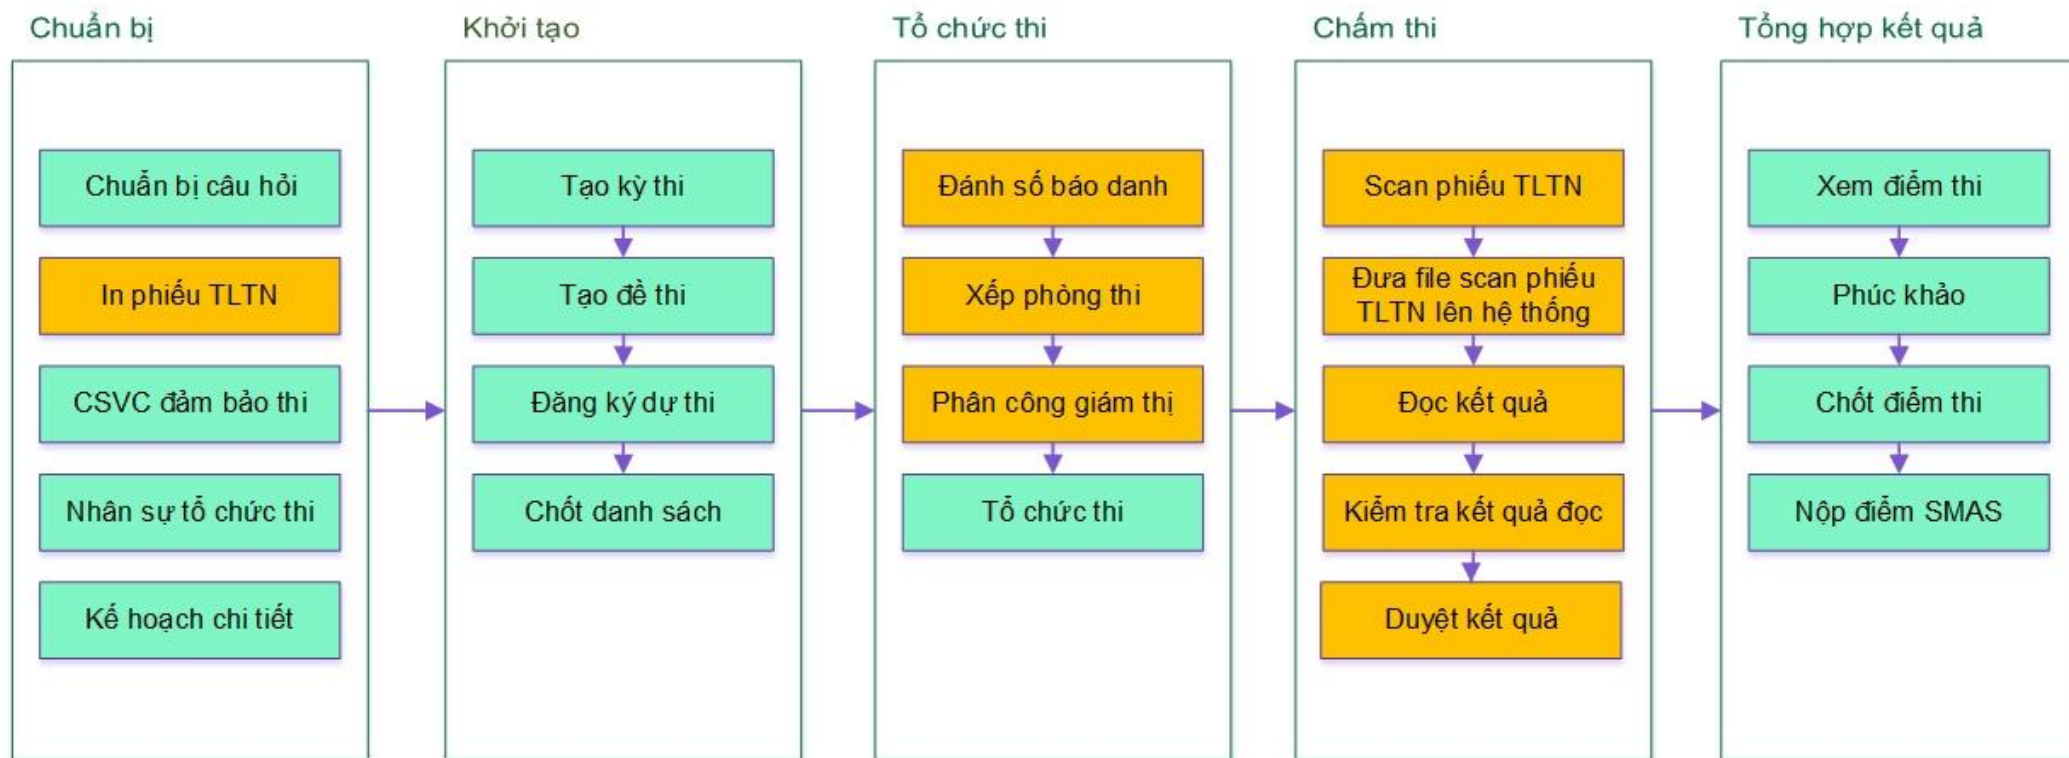 Chuẩn bị
Chuẩn bị câu hỏi
In phiếu TLTN
CSVC đảm bảo thi
Nhân sự tổ chức thi
Kế hoạch chi tiết
Khởi tạo
Tạo kỳ thi
Tạo đề thi
Đăng ký dự thi
Chốt danh sách
Tổ chức thi
Đánh số báo danh
Xếp phòng thi
Phân công giám thị
Tổ chức thi
Chấm thi
Scan phiếu TLTN
Đưa file scan phiếu
TLTN lên hệ thống
Đọc kết quả
Kiểm tra kết quả đọc
Duyệt kết quả
Tổng hợp kết quả
Xem điểm thi
Phúc khảo
Chốt điểm thi
Nộp điểm SMAS